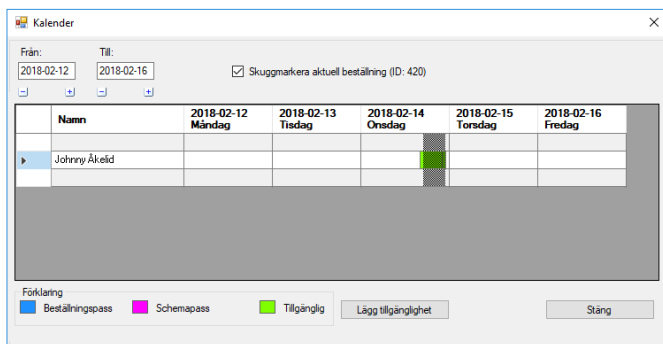 Kalender
Från: Till:
2018-02-12 2018-02-16
Skuggmarkera aktuell beställning (ID: 420)
Namn 2018-02-12 2018-02-13 2018-02-14 2018-02-15 2018-02-16
Måndag Tisdag Onsdag Torsdag Fredag
Johnny Åkelid
Förklaring
Beställningspass Schemapass Tillgänglig Lägg tillgänglighet Stäng